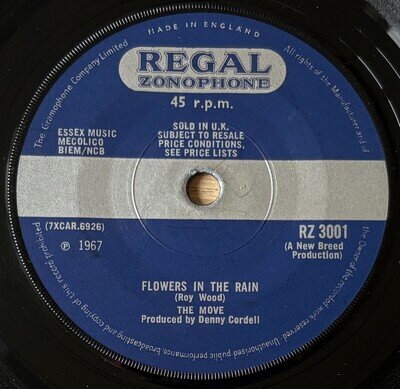 MADE IN ENGLAND
The Gramophone Company Limited
All rights of the Manufacturer and of
REGAL
ZONOPHONE
45 r.p.m.
ESSEX MUSIC
MECOLICO
BIEM/NCB
SOLD IN U.K.
SUBJECT TO RESALE
PRICE CONDITIONS,
SEE PRICE LISTS
(7XCAR.6926)
℗ 1967
RZ 3001
(A New Breed
Production)
FLOWERS IN THE RAIN
(Roy Wood)
THE MOVE
Produced by Denny Cordell
the Owner of the recorded work reserved. Unauthorised public performance, broadcasting and copying of this record prohibited